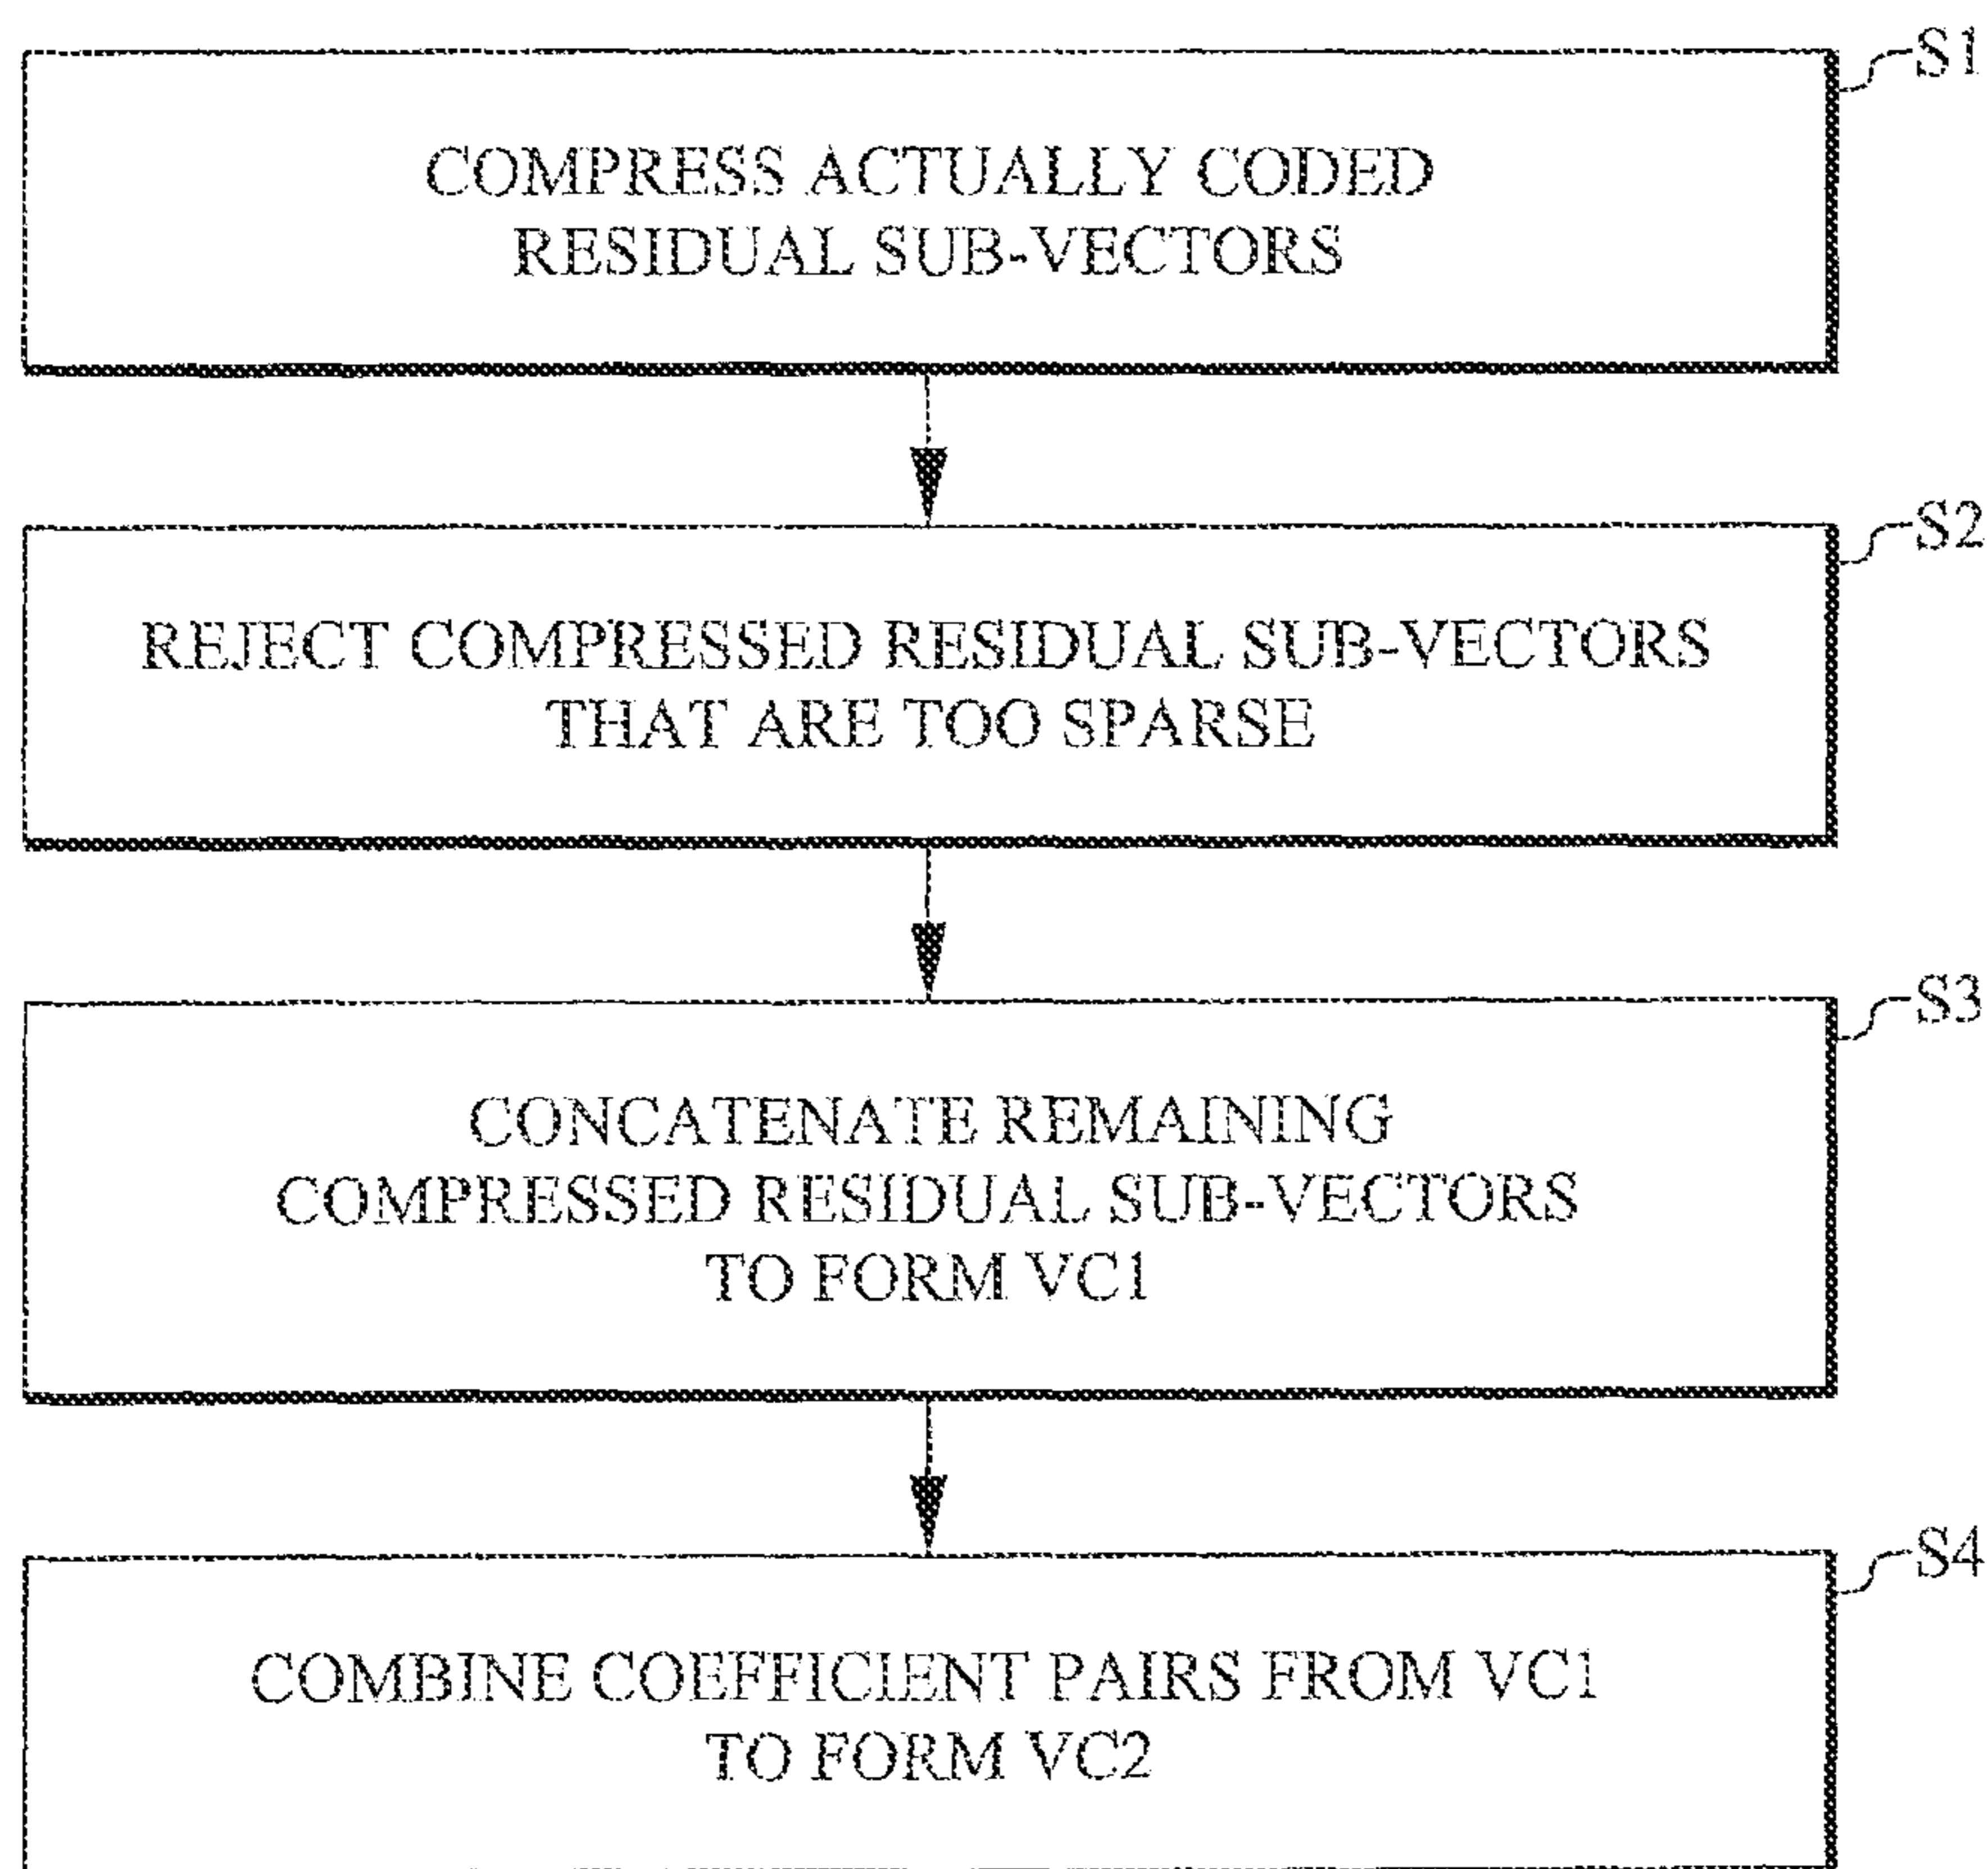 S1
COMPRESS ACTUALLY CODED
RESIDUAL SUB-VECTORS
S2
REJECT COMPRESSED RESIDUAL SUB-VECTORS
THAT ARE TOO SPARSE
S3
CONCATENATE REMAINING
COMPRESSED RESIDUAL SUB-VECTORS
TO FORM VC1
S4
COMBINE COEFFICIENT PAIRS FROM VC1
TO FORM VC2